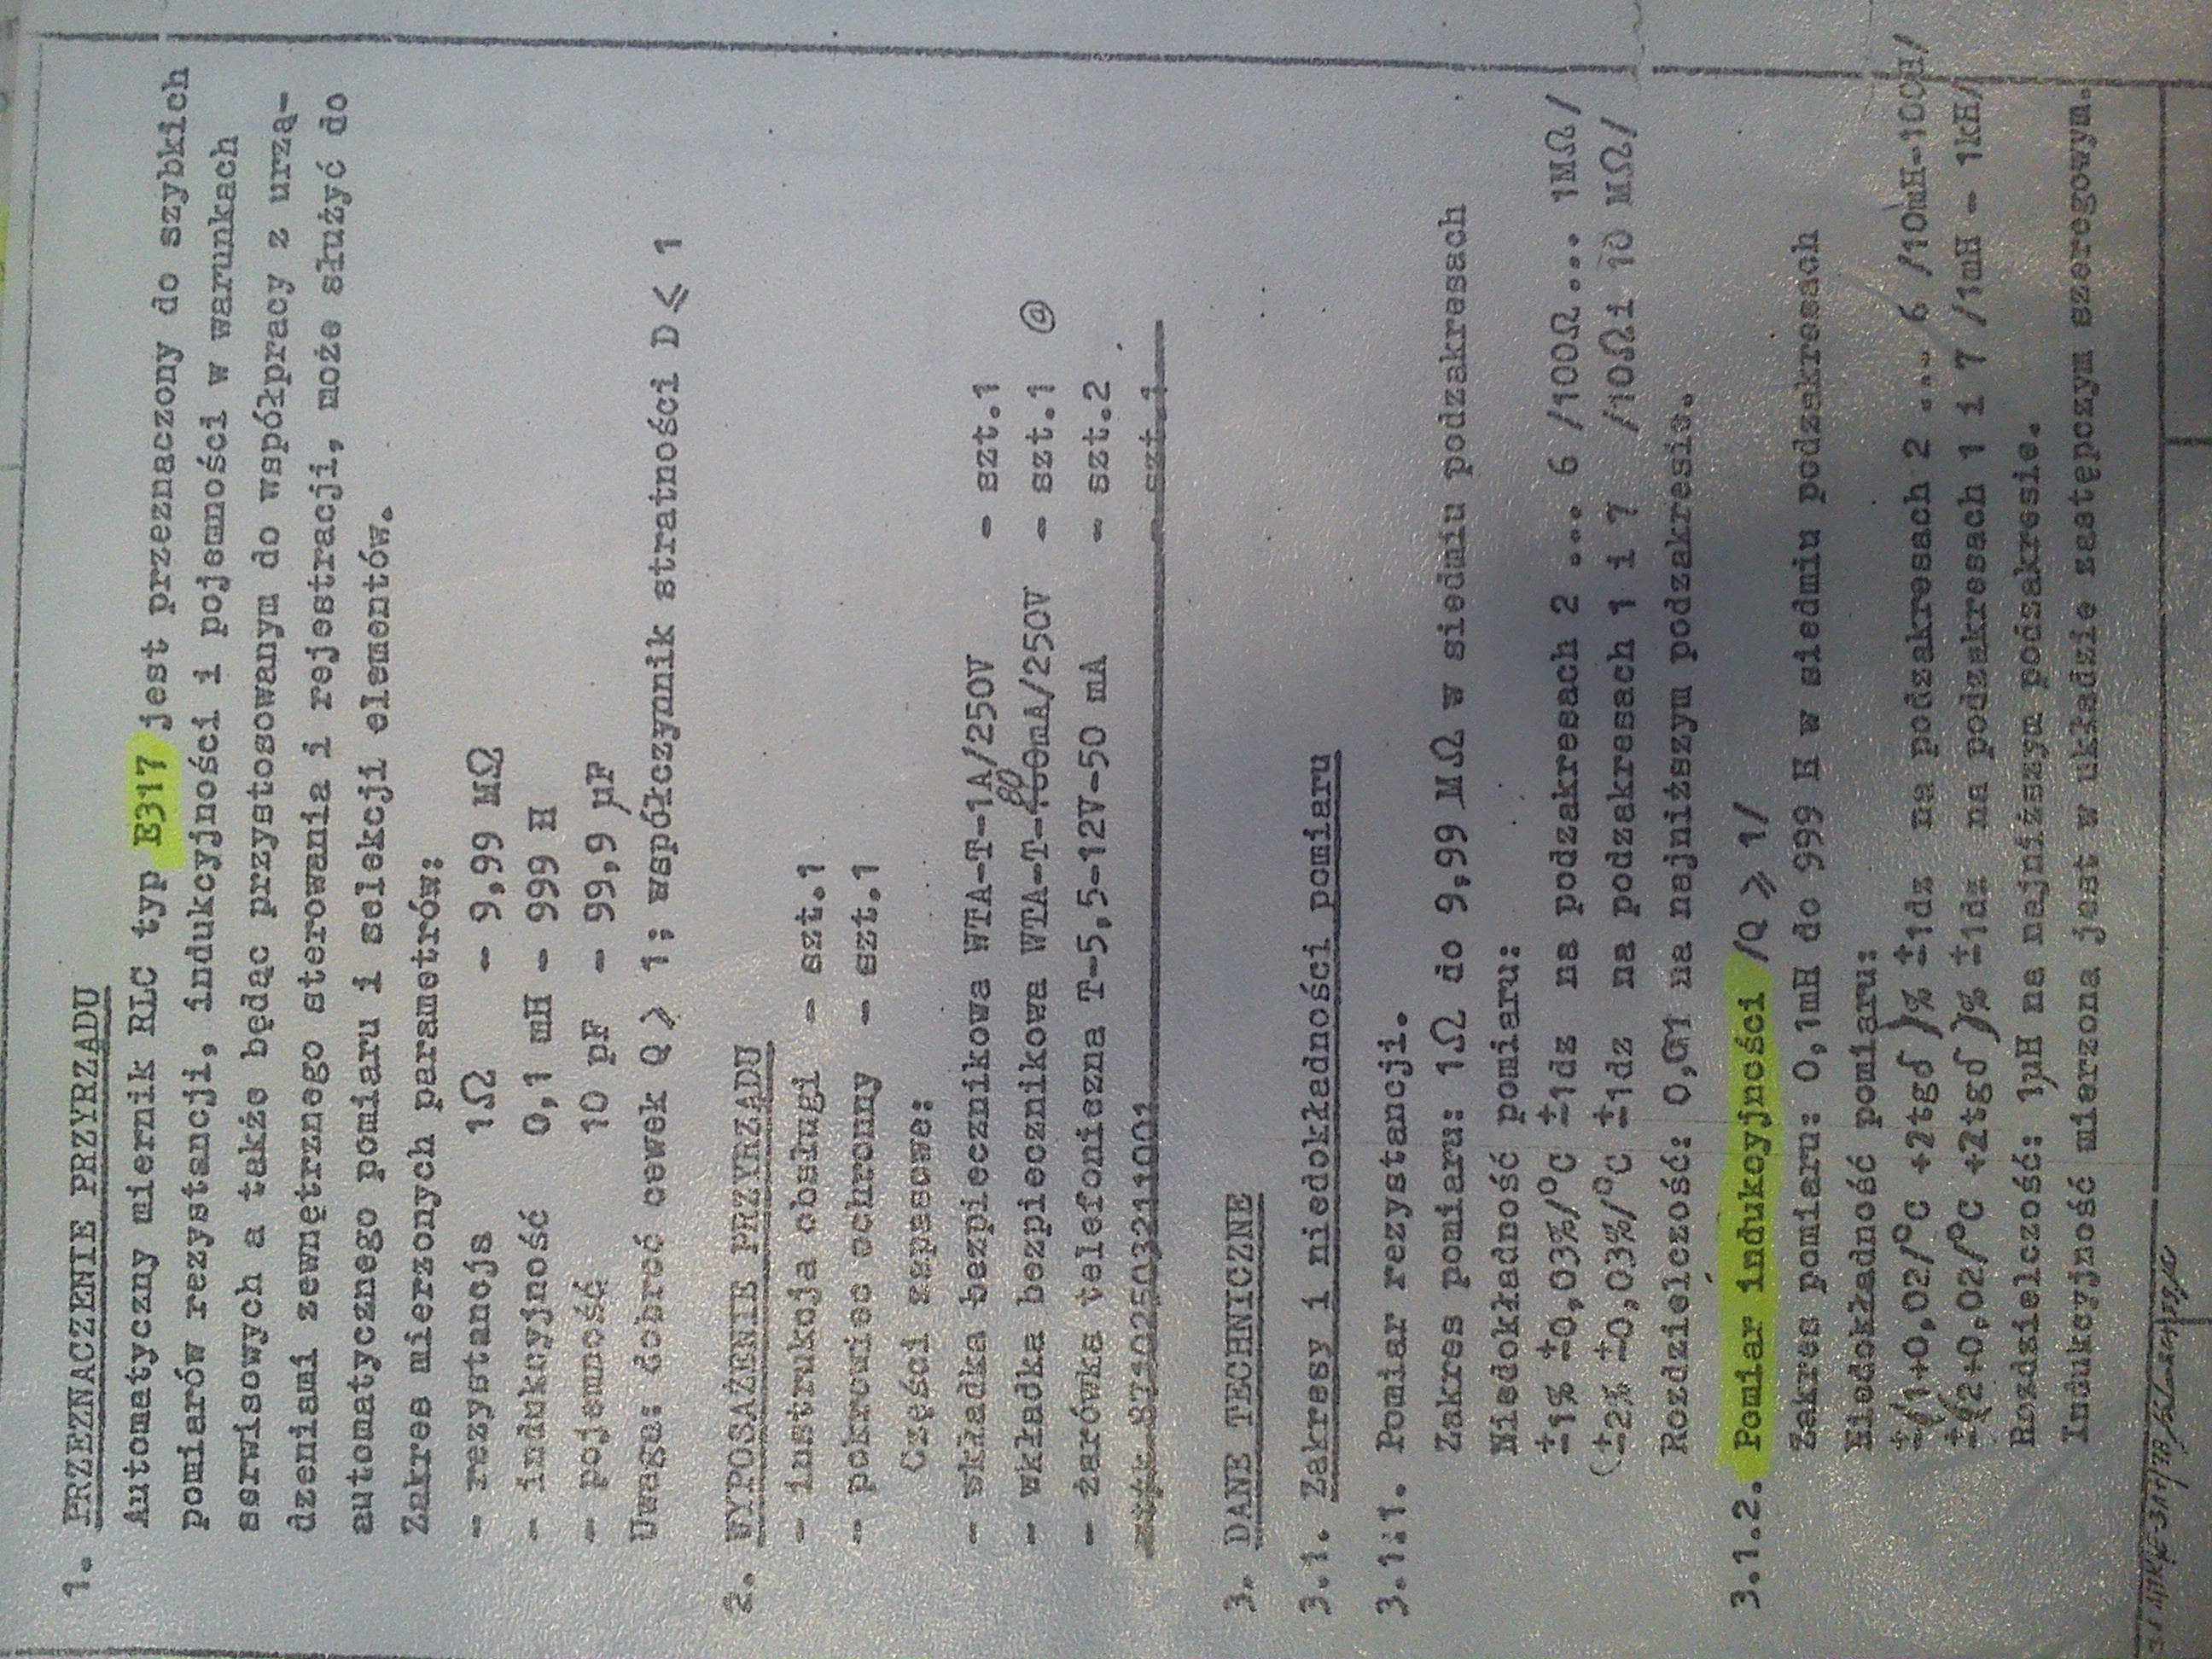 1. PRZEZNACZENIE PRZYRZĄDU
Automatyczny miernik RLC typ E317 jest przeznaczony do szybkich
pomiarów rezystancji, indukcyjności i pojemności w warunkach
serwisowych a także będąc przystosowanym do współpracy z urzą-
dzeniami zewnętrznego sterowania i rejestracji, może służyć do
automatycznego pomiaru i selekcji elementów.
Zakres mierzonych parametrów:
- rezystancja 1Ω - 9,99 MΩ
- indukcyjność 0,1 mH - 999 H
- pojemność 10 pF - 99,9 µF
Uwaga: dobroć cewek Q > 1; współczynnik stratności D ⩽ 1
2. WYPOSAŻENIE PRZYRZĄDU
- instrukcja obsługi - szt.1
- pokrowiec ochronny - szt.1
Części zapasowe:
- wkładka bezpiecznikowa WTA-T-1A/250V - szt.1
- wkładka bezpiecznikowa WTA-T-100mA/250V - szt.1 ⓐ
80
- żarówka telefoniczna T-5,5-12V-50 mA - szt.2
87102503211001 - szt.1
3. DANE TECHNICZNE
3.1. Zakresy i niedokładności pomiaru
3.1:1. Pomiar rezystancji.
Zakres pomiaru: 1Ω do 9,99 MΩ w siedmiu podzakresach
Niedokładność pomiaru:
±1% ±0,03%/°C ±1dz na podzakresach 2 ... 6 /100Ω... 1MΩ/
±2% ±0,03%/°C ±1dz na podzakresach 1 i 7 /10Ω i 10 MΩ/
Rozdzielczość: 0,01 na najniższym podzakresie.
3.1.2. Pomiar indukcyjności /Q ⩾ 1/
Zakres pomiaru: 0,1mH do 999 H w siedmiu podzakresach
Niedokładność pomiaru:
±(1+0,02/°C +2tgδ)% ±1dz na podzakresach 2 ... 6 /10mH-100H/
±(2+0,02/°C +2tgδ)% ±1dz na podzakresach 1 i 7 /1mH - 1kH/
Rozdzielczość: 1µH na najniższym podzakresie.
Indukcyjność mierzona jest w układzie zastępczym szeregowym.